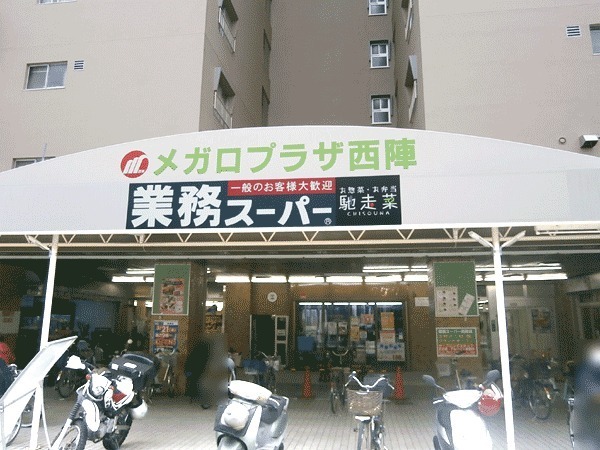 メガロプラザ西陣
一般のお客様大歓迎
業務スーパー®
お惣菜・お弁当
馳走菜
CHISOUNA